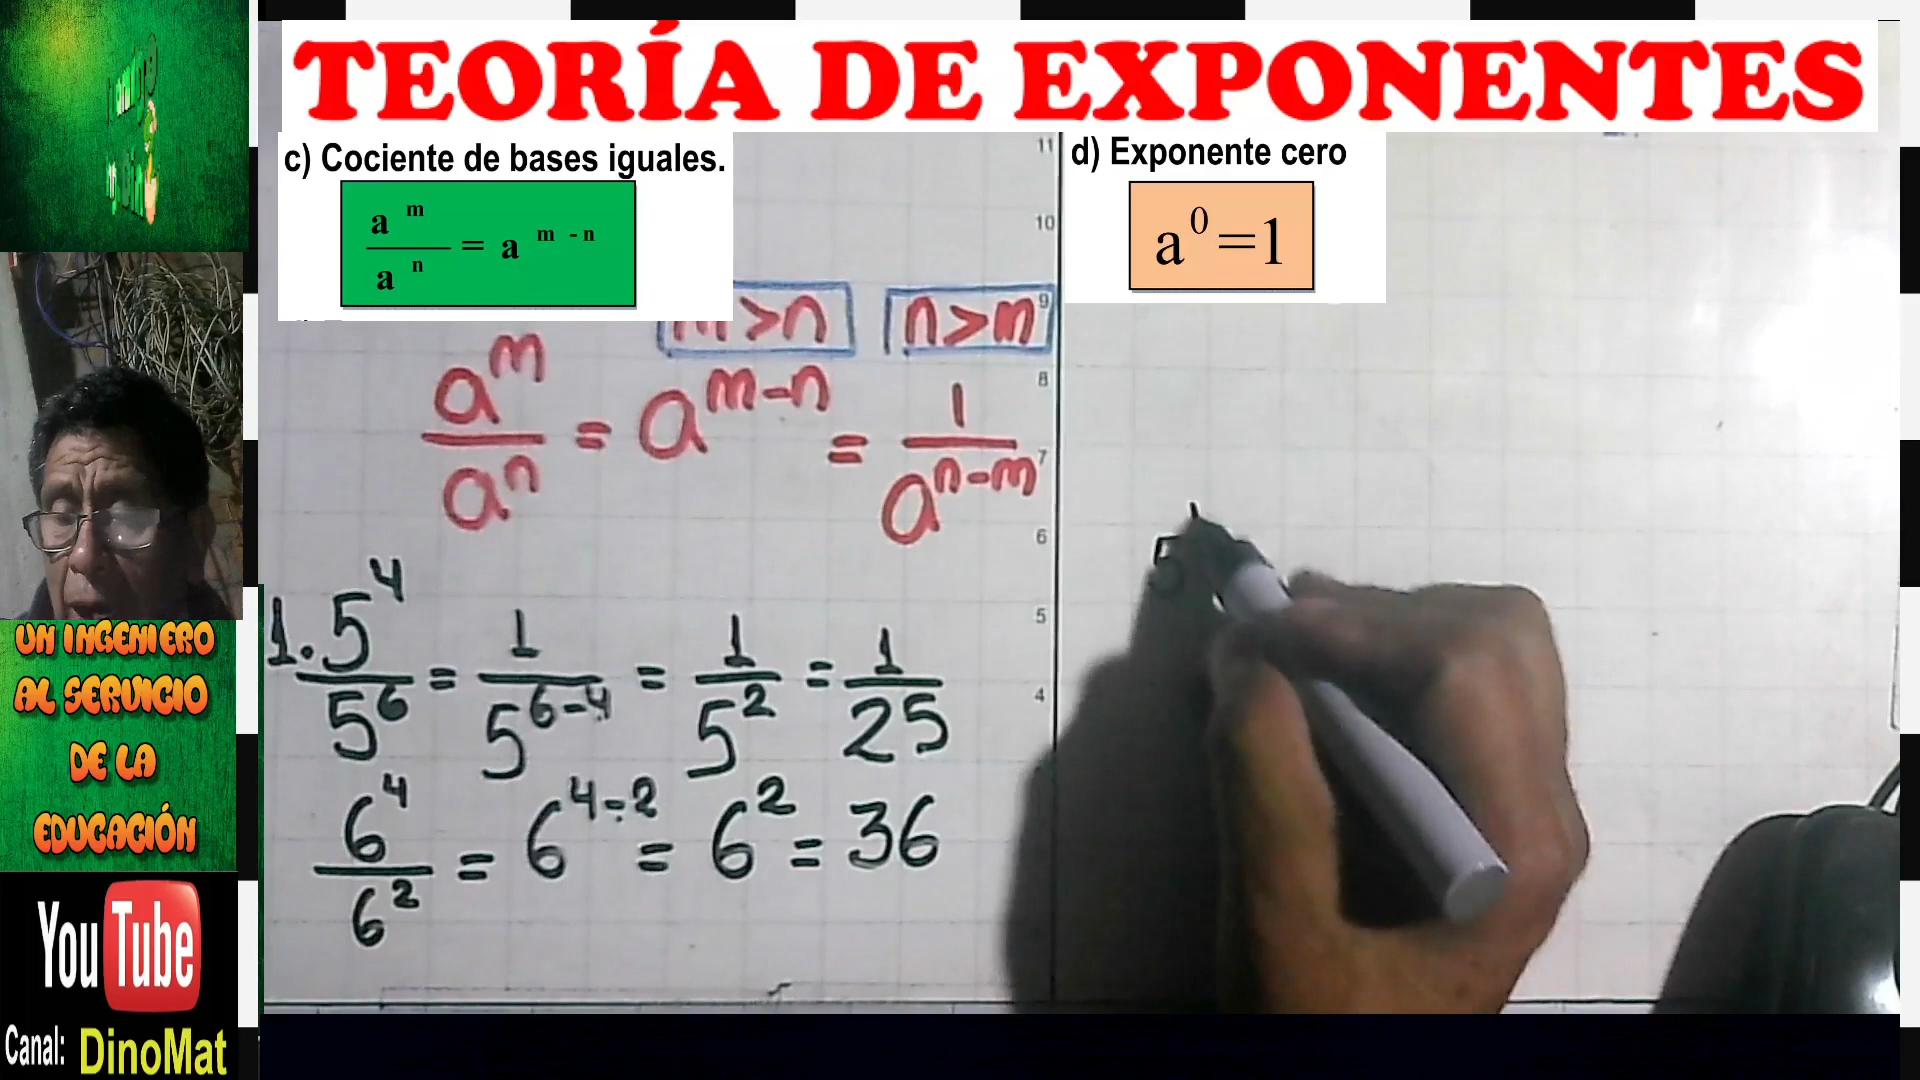 TEORÍA DE EXPONENTES
c) Cociente de bases iguales.
a^m / a^n = a^(m - n)
d) Exponente cero
a^0 = 1
m>n
n>m
a^m / a^n = a^(m-n) = 1 / a^(n-m)
1. 5^4 / 5^6 = 1 / 5^(6-4) = 1 / 5^2 = 1 / 25
6^4 / 6^2 = 6^(4-2) = 6^2 = 36
5
11
10
9
8
7
6
5
4
UN INGENIERO
AL SERVICIO
DE LA
EDUCACIÓN
YouTube
Canal: DinoMat